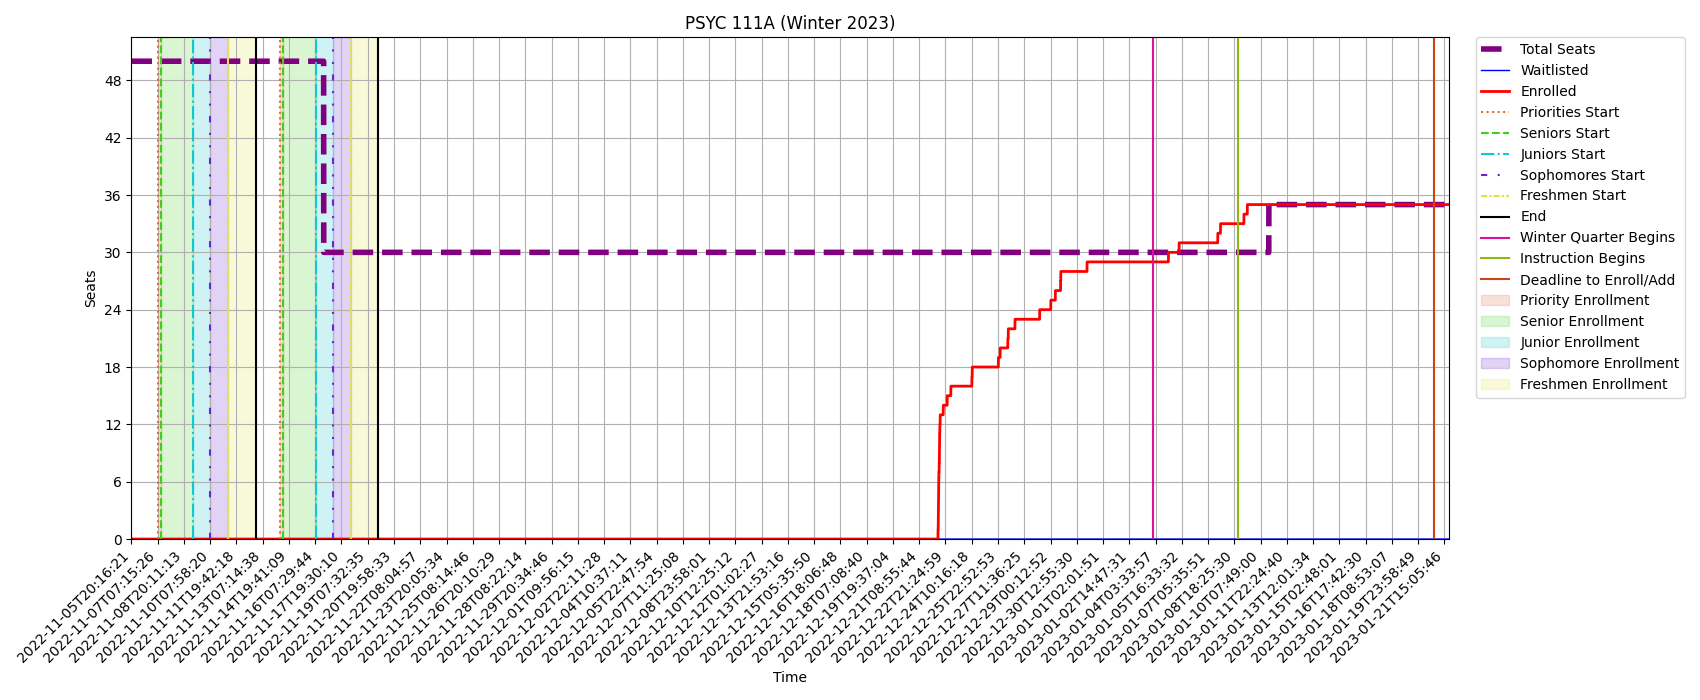 PSYC 111A (Winter 2023)
Seats
48
42
36
30
24
18
12
6
0
2022-11-05T20:16:21
2022-11-07T07:15:26
2022-11-08T20:11:13
2022-11-10T07:58:20
2022-11-11T19:42:18
2022-11-13T07:14:38
2022-11-14T19:41:09
2022-11-16T07:29:44
2022-11-17T19:30:10
2022-11-19T07:32:35
2022-11-20T19:58:33
2022-11-22T08:04:57
2022-11-23T20:05:34
2022-11-25T08:14:46
2022-11-26T20:10:29
2022-11-28T08:22:14
2022-11-29T20:34:46
2022-12-01T09:56:15
2022-12-02T22:11:28
2022-12-04T10:37:11
2022-12-05T22:47:54
2022-12-07T11:25:08
2022-12-08T23:58:01
2022-12-10T12:25:12
2022-12-12T01:02:27
2022-12-13T21:53:16
2022-12-15T05:35:50
2022-12-16T18:06:48
2022-12-19T07:08:40
2022-12-19T19:37:04
2022-12-21T08:55:44
2022-12-22T21:24:59
2022-12-24T10:16:18
2022-12-25T22:52:53
2022-12-27T11:36:25
2022-12-29T00:12:52
2022-12-30T12:55:30
2023-01-01T02:01:51
2023-01-02T14:47:31
2023-01-04T03:33:57
2023-01-05T16:33:32
2023-01-07T05:35:51
2023-01-08T18:25:30
2023-01-10T07:49:00
2023-01-11T22:24:40
2023-01-13T12:01:34
2023-01-15T02:48:01
2023-01-16T17:42:30
2023-01-18T08:53:07
2023-01-19T23:58:49
2023-01-21T15:05:46
Time
Total Seats
Waitlisted
Enrolled
Priorities Start
Seniors Start
Juniors Start
Sophomores Start
Freshmen Start
End
Winter Quarter Begins
Instruction Begins
Deadline to Enroll/Add
Priority Enrollment
Senior Enrollment
Junior Enrollment
Sophomore Enrollment
Freshmen Enrollment